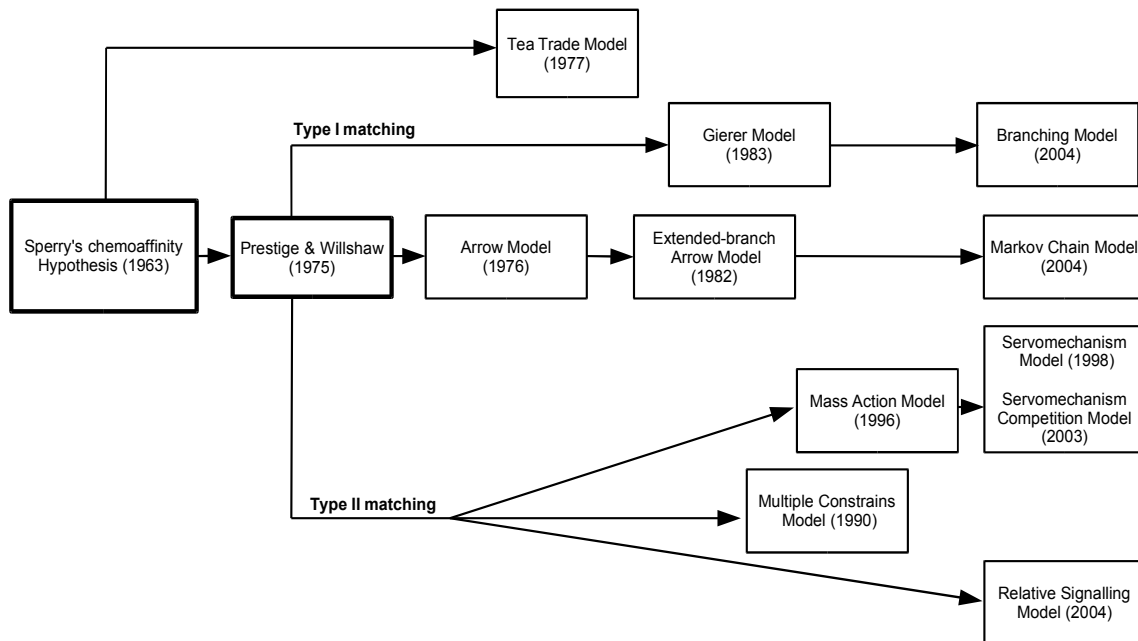 Tea Trade Model
(1977)
Type I matching
Gierer Model
(1983)
Branching Model
(2004)
Sperry's chemoaffinity
Hypothesis (1963)
Prestige & Willshaw
(1975)
Arrow Model
(1976)
Extended-branch
Arrow Model
(1982)
Markov Chain Model
(2004)
Servomechanism
Model (1998)
Servomechanism
Competition Model
(2003)
Mass Action Model
(1996)
Type II matching
Multiple Constrains
Model (1990)
Relative Signalling
Model (2004)